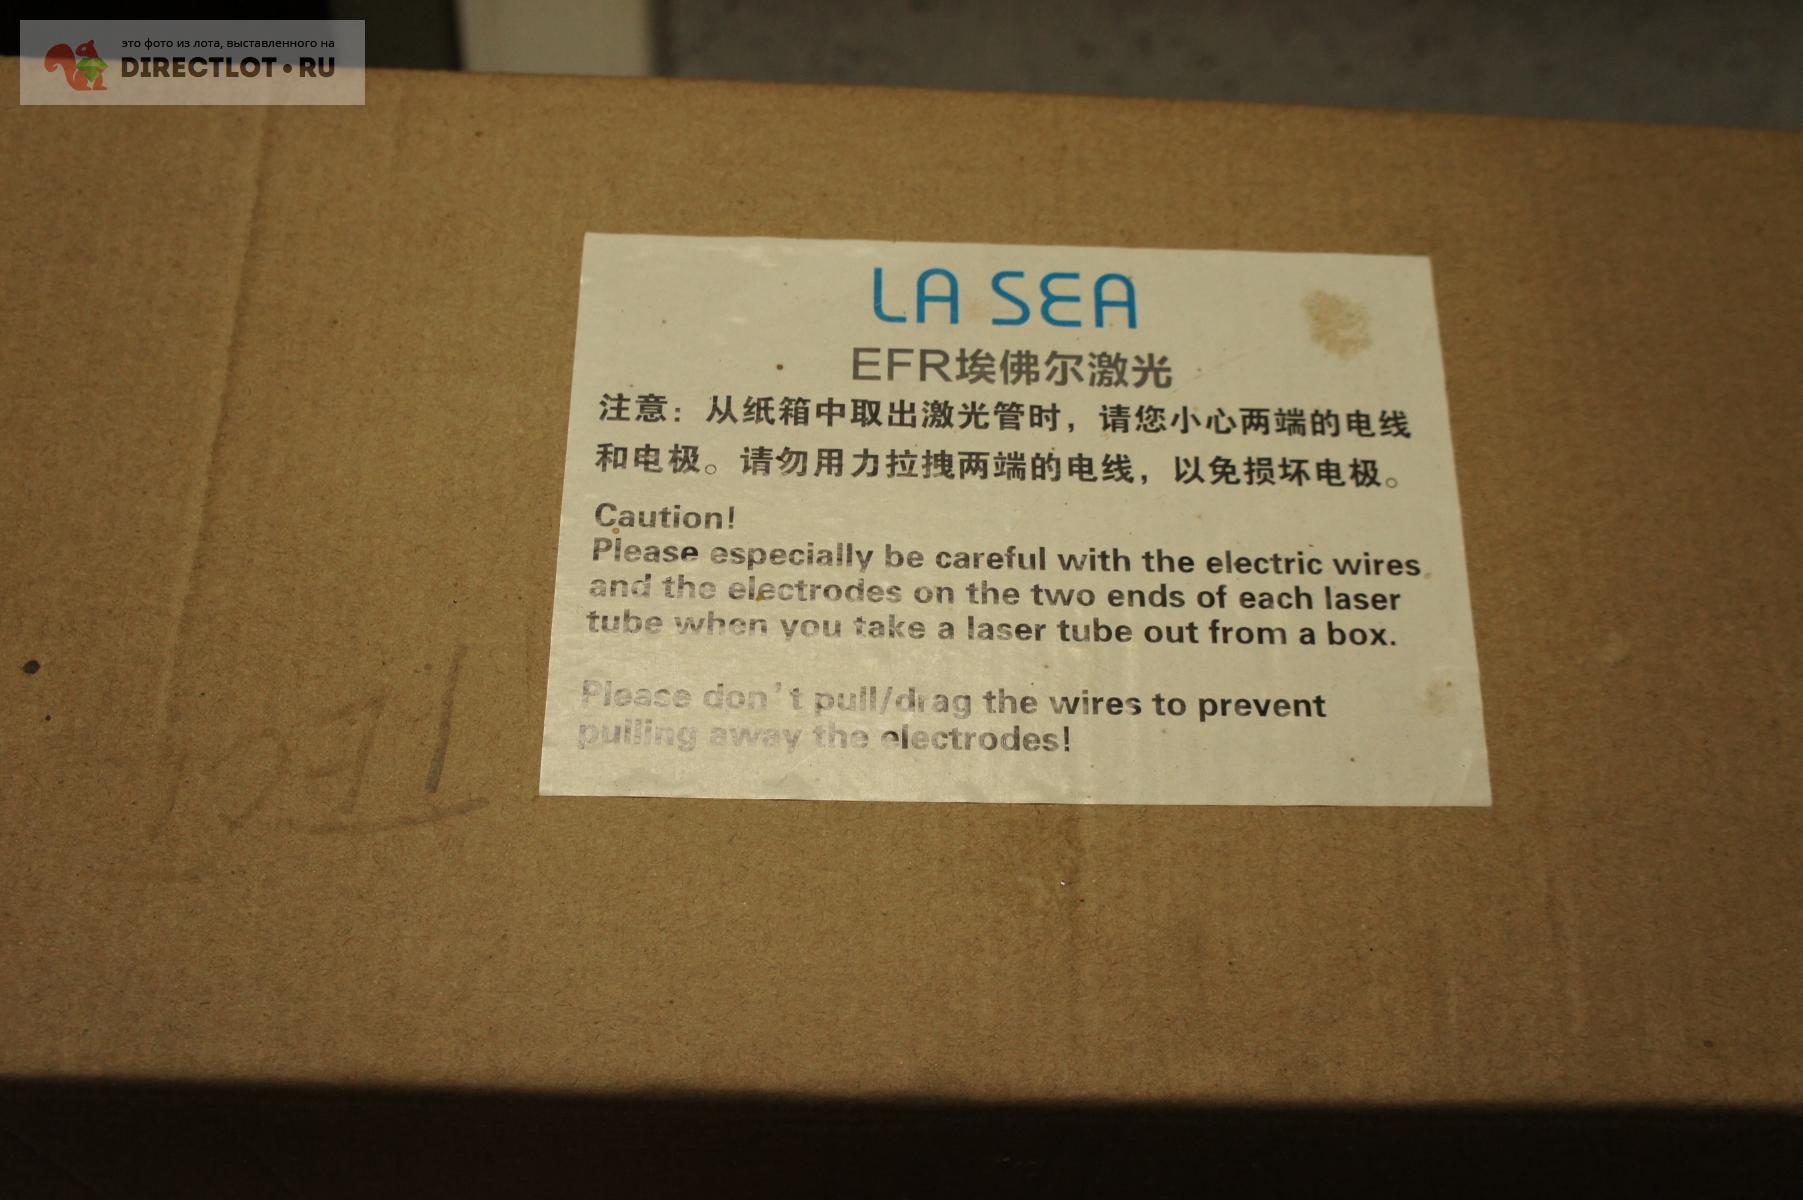 это фото из лота, выставленного на
DIRECTLOT•RU
LA SEA
EFR埃佛尔激光
注意：从纸箱中取出激光管时，请您小心两端的电线
和电极。请勿用力拉拽两端的电线，以免损坏电极。
Caution!
Please especially be careful with the electric wires
and the electrodes on the two ends of each laser
tube when you take a laser tube out from a box.
Please don't pull/drag the wires to prevent
pulling away the electrodes!